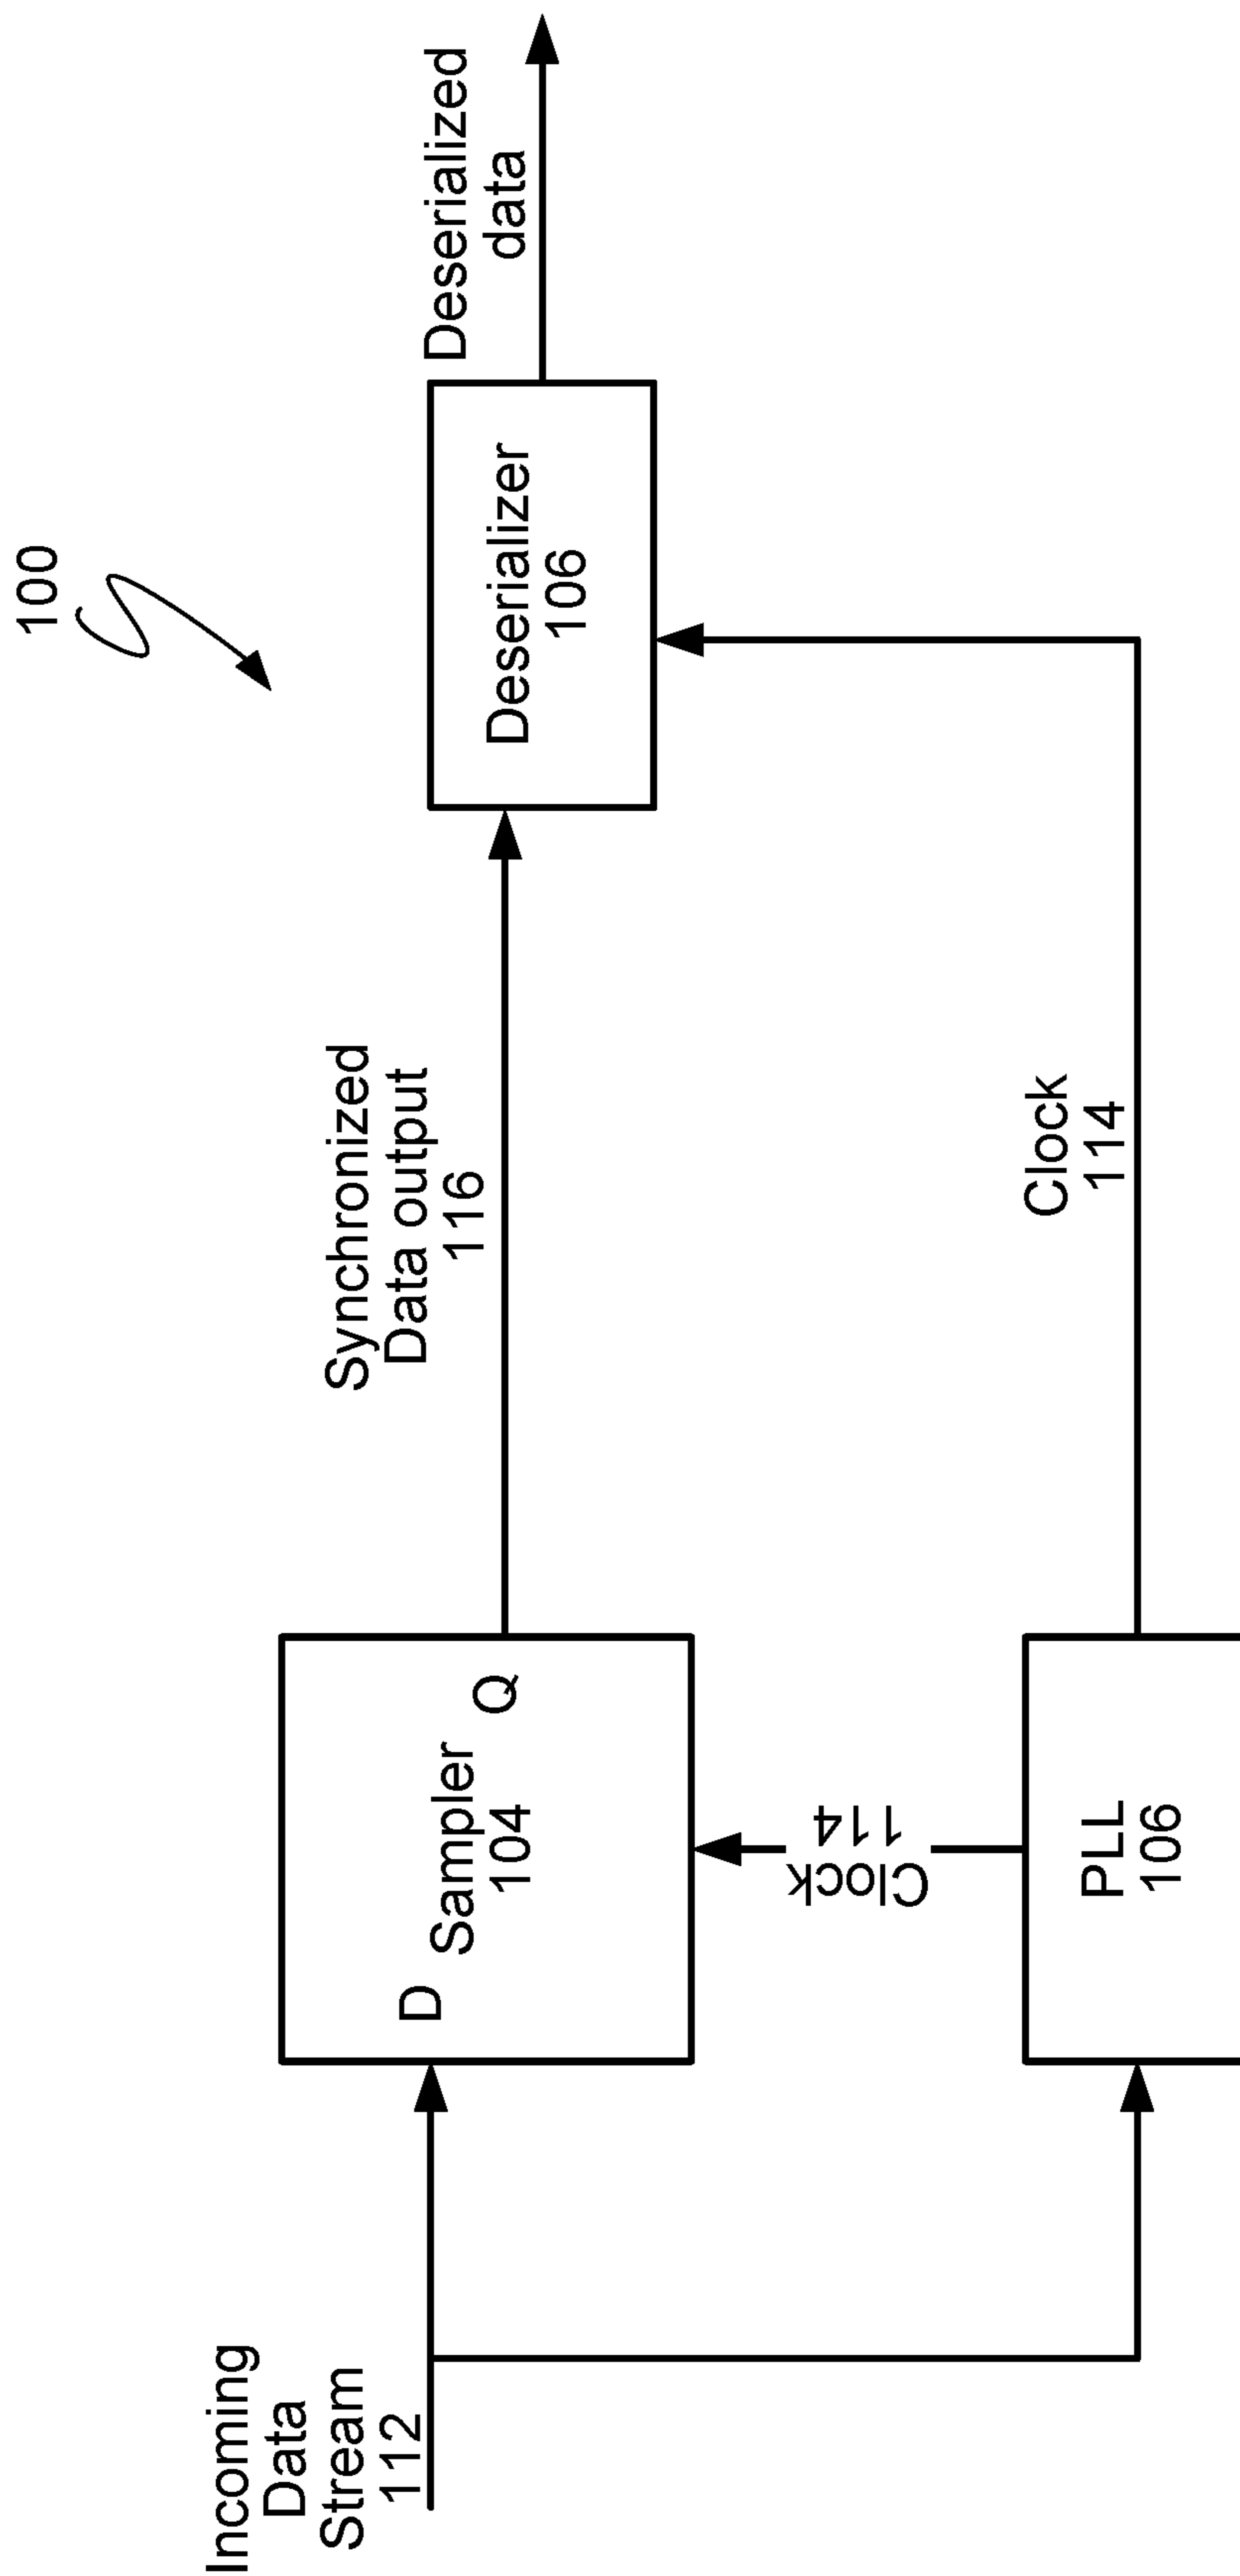 100
Incoming
Data
Stream
112
D
Sampler
104
Q
Synchronized
Data output
116
Deserializer
106
Deserialized
data
Clock
114
PLL
106
Clock
114